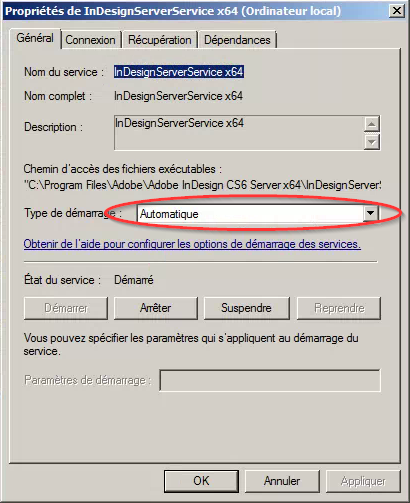 Propriétés de InDesignServerService x64 (Ordinateur local)
Général Connexion Récupération Dépendances
Nom du service : InDesignServerService x64
Nom complet : InDesignServerService x64
Description : InDesignServerService x64
Chemin d'accès des fichiers exécutables :
"C:\Program Files\Adobe\Adobe InDesign CS6 Server x64\InDesignServerS
Type de démarrage : Automatique
Obtenir de l'aide pour configurer les options de démarrage des services.
État du service : Démarré
Démarrer Arrêter Suspendre Reprendre
Vous pouvez spécifier les paramètres qui s'appliquent au démarrage du
service.
Paramètres de démarrage :
OK Annuler Appliquer